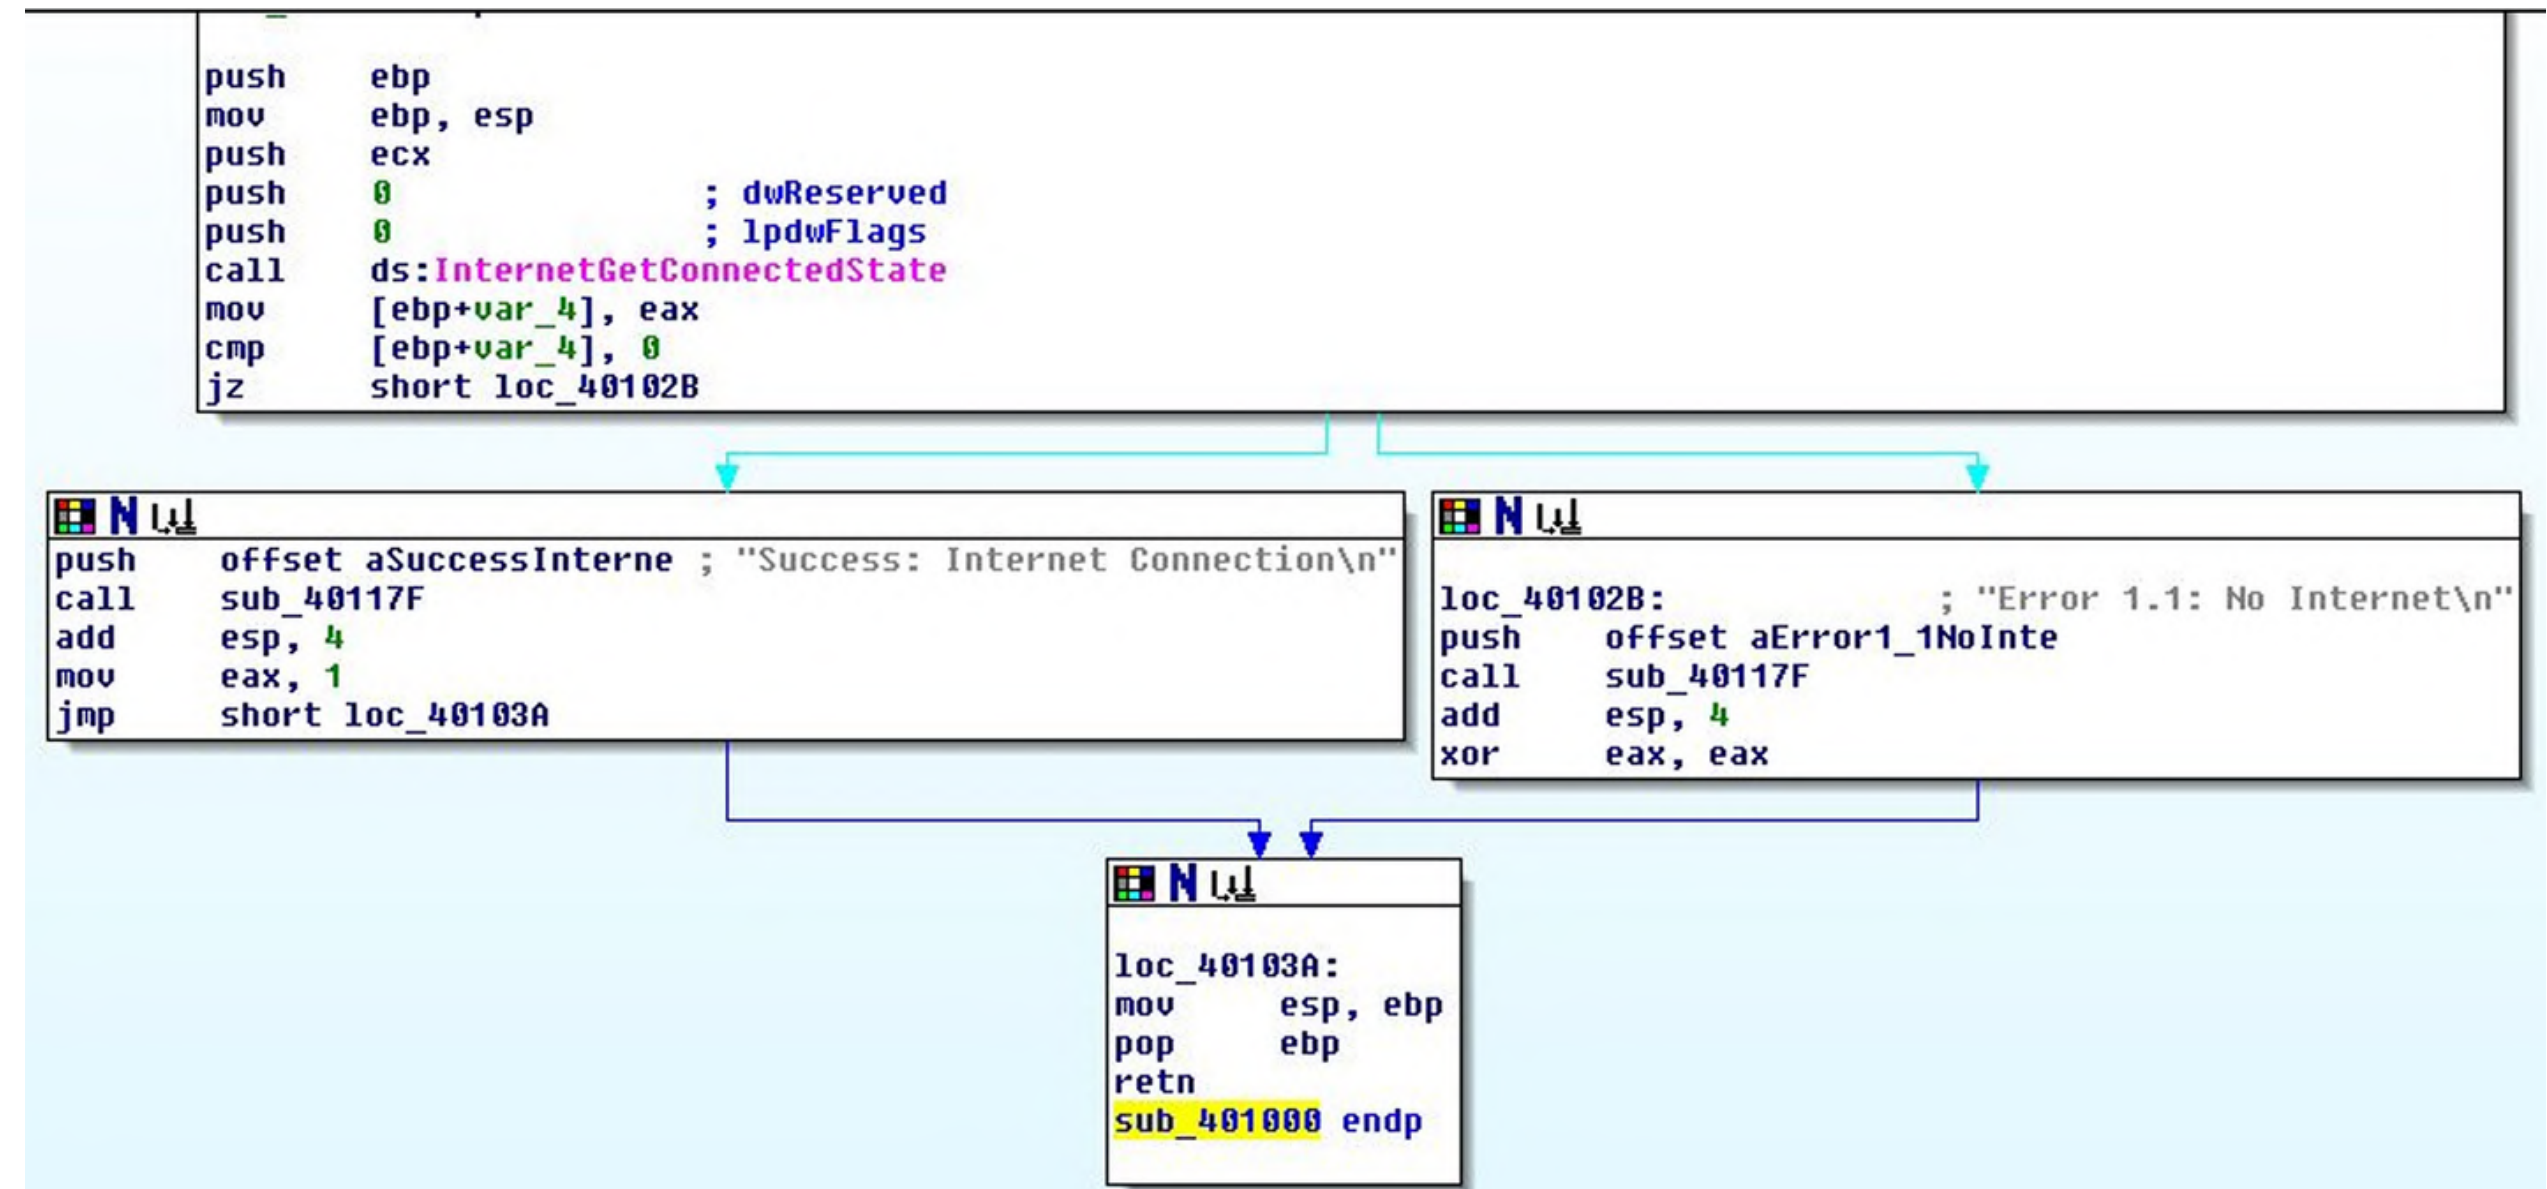 push ebp
mov ebp, esp
push ecx
push 0 ; dwReserved
push 0 ; lpdwFlags
call ds:InternetGetConnectedState
mov [ebp+var_4], eax
cmp [ebp+var_4], 0
jz short loc_40102B
push offset aSuccessInterne ; "Success: Internet Connection\n"
call sub_40117F
add esp, 4
mov eax, 1
jmp short loc_40103A
loc_40102B: ; "Error 1.1: No Internet\n"
push offset aError1_1NoInte
call sub_40117F
add esp, 4
xor eax, eax
loc_40103A:
mov esp, ebp
pop ebp
retn
sub_401000 endp